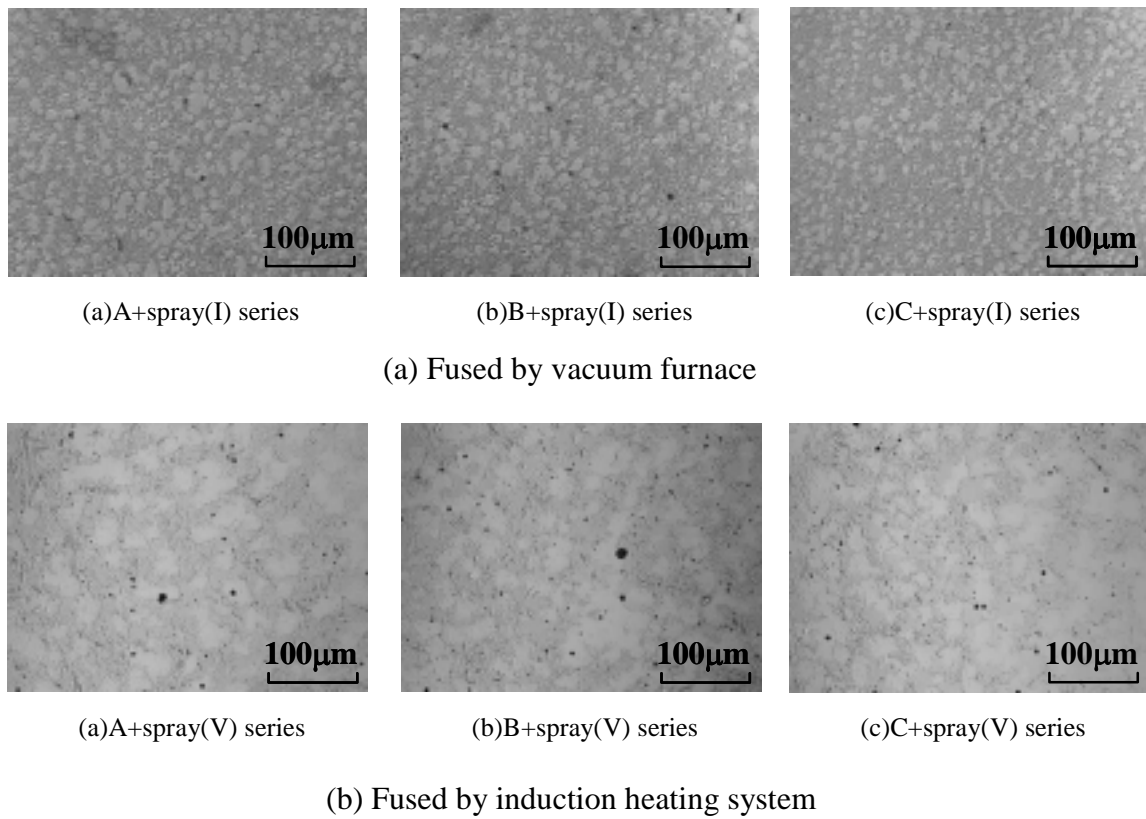 100μm 100μm 100μm
(a)A+spray(I) series (b)B+spray(I) series (c)C+spray(I) series
(a) Fused by vacuum furnace
100μm 100μm 100μm
(a)A+spray(V) series (b)B+spray(V) series (c)C+spray(V) series
(b) Fused by induction heating system